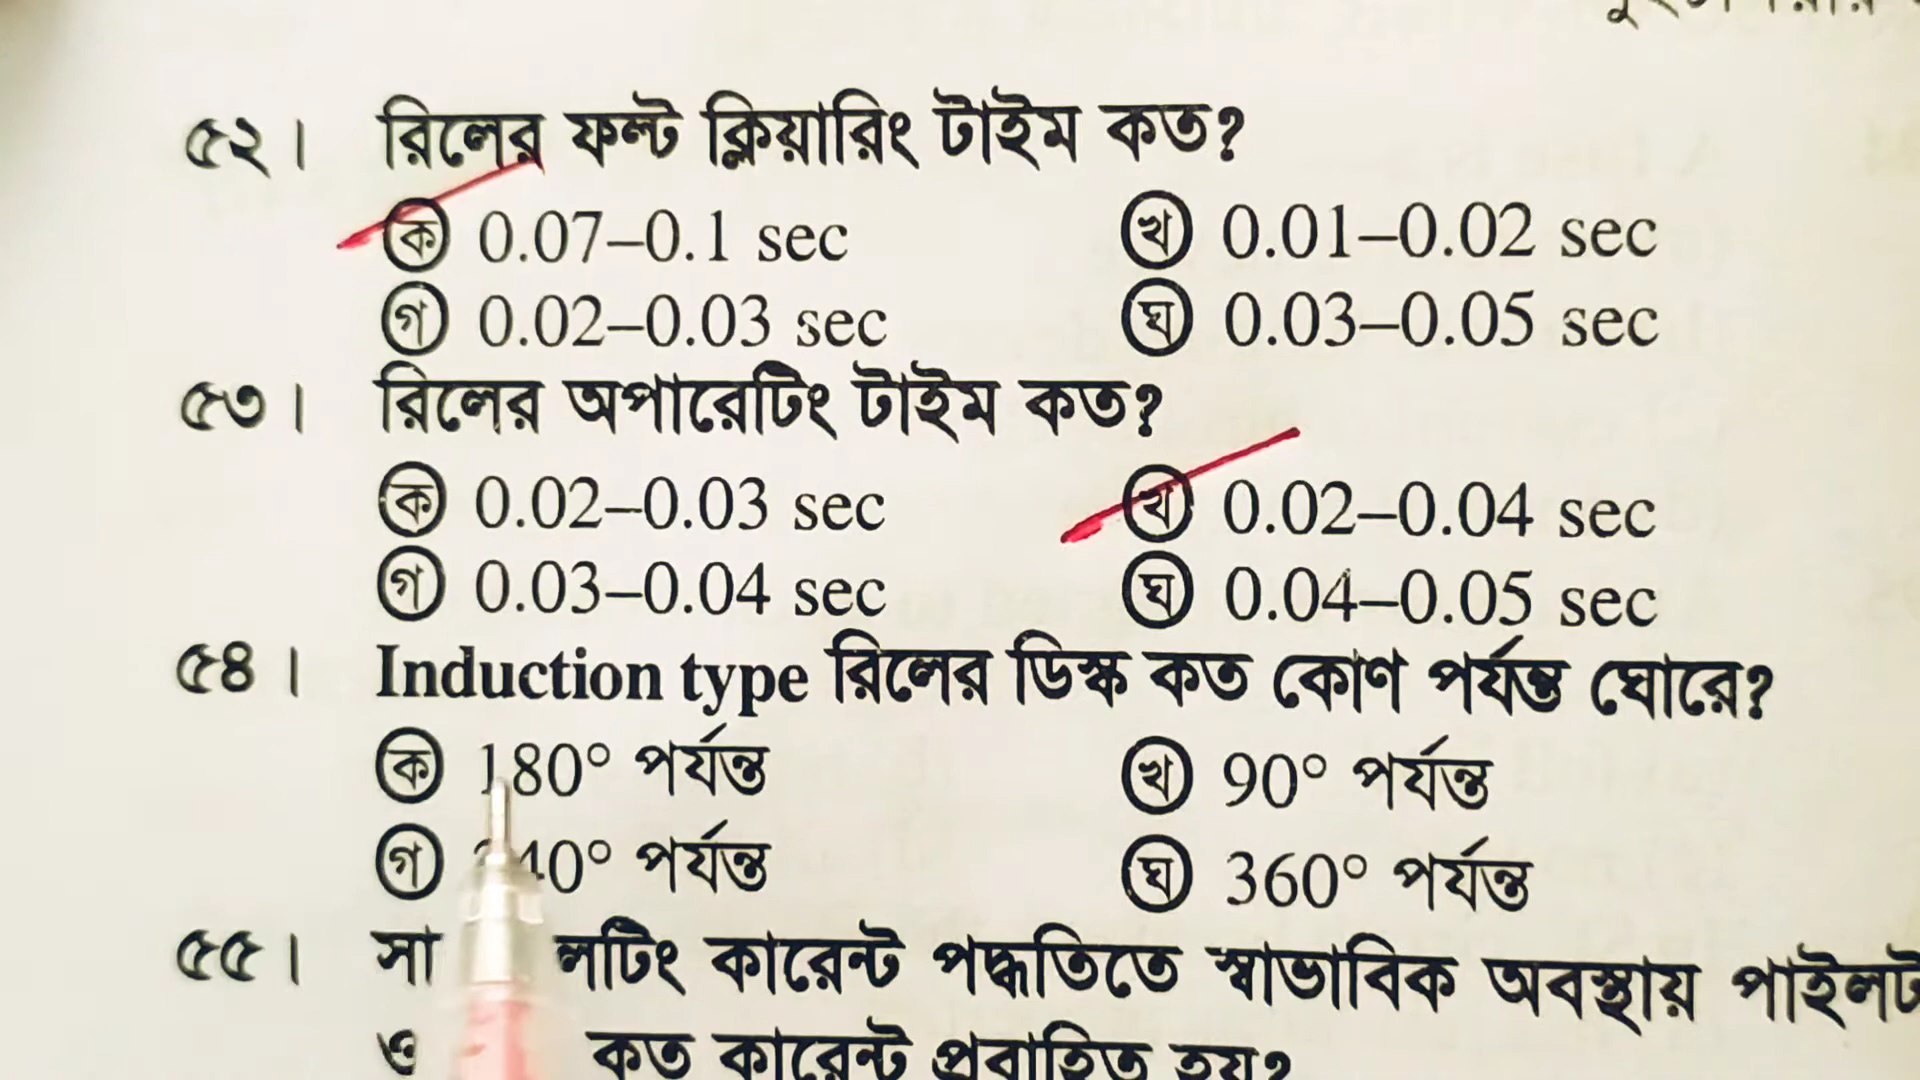 ৫২। রিলের ফল্ট ক্লিয়ারিং টাইম কত?
ক 0.07–0.1 sec খ 0.01–0.02 sec
গ 0.02–0.03 sec ঘ 0.03–0.05 sec
৫৩। রিলের অপারেটিং টাইম কত?
ক 0.02–0.03 sec খ 0.02–0.04 sec
গ 0.03–0.04 sec ঘ 0.04–0.05 sec
৫৪। Induction type রিলের ডিস্ক কত কোণ পর্যন্ত ঘোরে?
ক 180° পর্যন্ত খ 90° পর্যন্ত
গ পর্যন্ত ঘ 360° পর্যন্ত
৫৫। কারেন্ট পদ্ধতিতে স্বাভাবিক অবস্থায় পাইলট
ও কত কারেন্ট প্রবাহিত হয়?